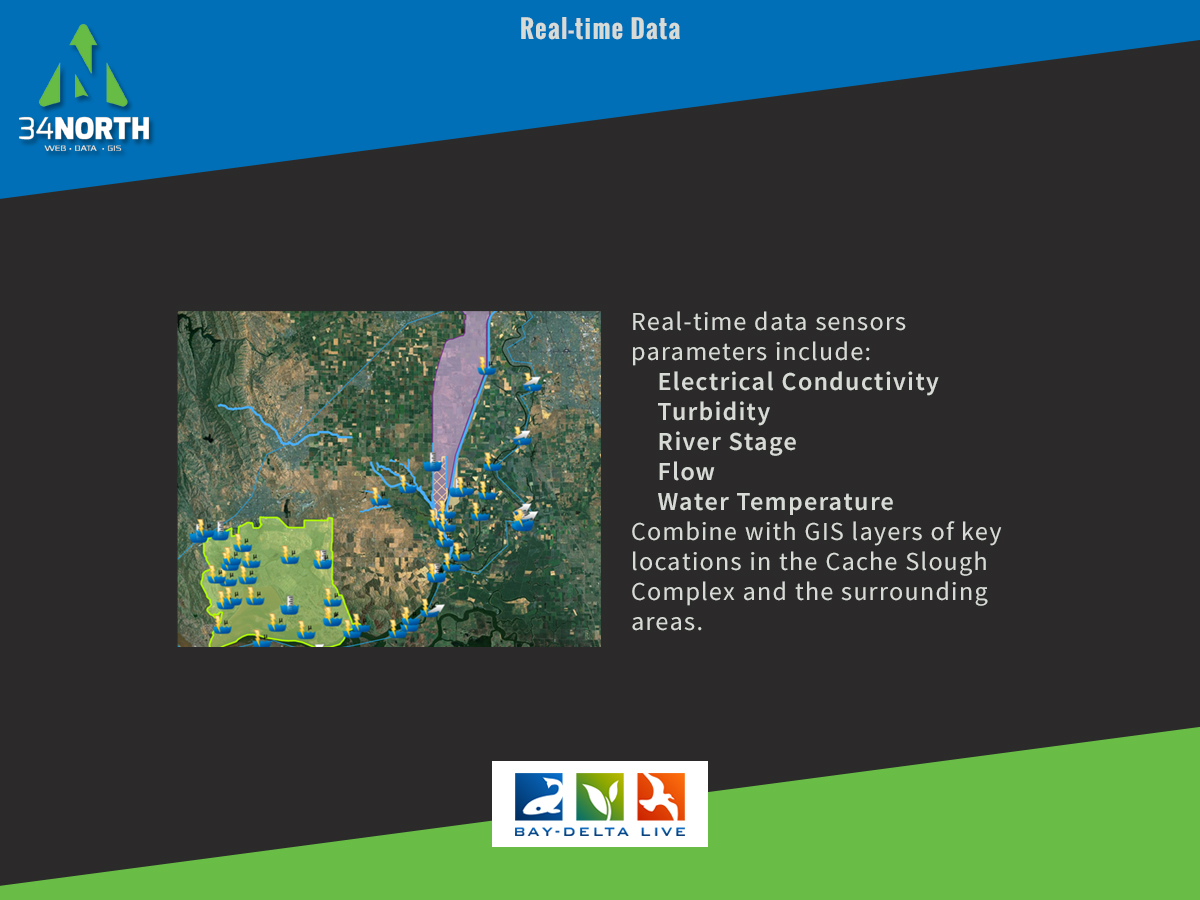 Real-time Data
34NORTH
WEB • DATA • GIS
Real-time data sensors
parameters include:
Electrical Conductivity
Turbidity
River Stage
Flow
Water Temperature
Combine with GIS layers of key
locations in the Cache Slough
Complex and the surrounding
areas.
BAY-DELTA LIVE